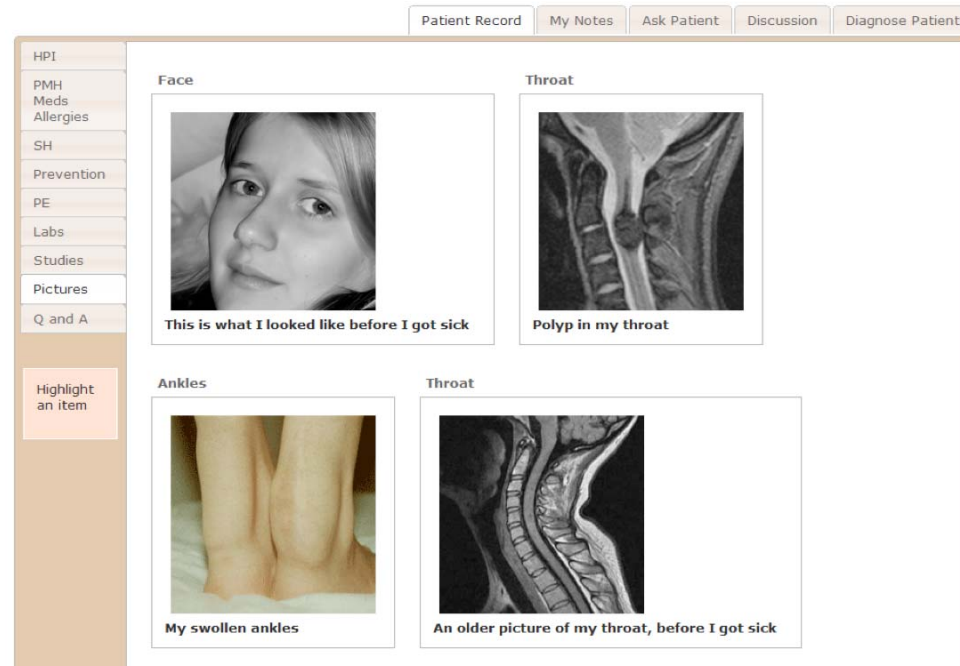 Patient Record
My Notes
Ask Patient
Discussion
Diagnose Patient
HPI
PMH
Meds
Allergies
SH
Prevention
PE
Labs
Studies
Pictures
Q and A
Highlight
an item
Face
This is what I looked like before I got sick
Throat
Polyp in my throat
Ankles
My swollen ankles
Throat
An older picture of my throat, before I got sick